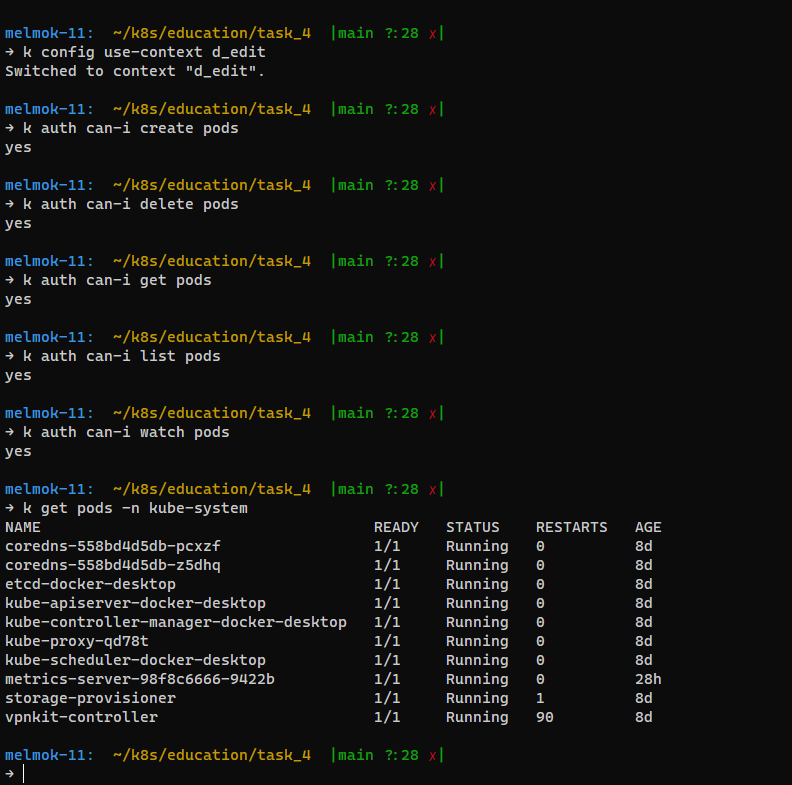 melmok-11:  ~/k8s/education/task_4  |main ?:28 ✗|
→ k config use-context d_edit
Switched to context "d_edit".
melmok-11:  ~/k8s/education/task_4  |main ?:28 ✗|
→ k auth can-i create pods
yes
melmok-11:  ~/k8s/education/task_4  |main ?:28 ✗|
→ k auth can-i delete pods
yes
melmok-11:  ~/k8s/education/task_4  |main ?:28 ✗|
→ k auth can-i get pods
yes
melmok-11:  ~/k8s/education/task_4  |main ?:28 ✗|
→ k auth can-i list pods
yes
melmok-11:  ~/k8s/education/task_4  |main ?:28 ✗|
→ k auth can-i watch pods
yes
melmok-11:  ~/k8s/education/task_4  |main ?:28 ✗|
→ k get pods -n kube-system
NAME                                     READY   STATUS    RESTARTS   AGE
coredns-558bd4d5db-pcxzf                 1/1     Running   0          8d
coredns-558bd4d5db-z5dhq                 1/1     Running   0          8d
etcd-docker-desktop                      1/1     Running   0          8d
kube-apiserver-docker-desktop            1/1     Running   0          8d
kube-controller-manager-docker-desktop   1/1     Running   0          8d
kube-proxy-qd78t                         1/1     Running   0          8d
kube-scheduler-docker-desktop            1/1     Running   0          8d
metrics-server-98f8c6666-9422b           1/1     Running   0          28h
storage-provisioner                      1/1     Running   1          8d
vpnkit-controller                        1/1     Running   90         8d
melmok-11:  ~/k8s/education/task_4  |main ?:28 ✗|
→